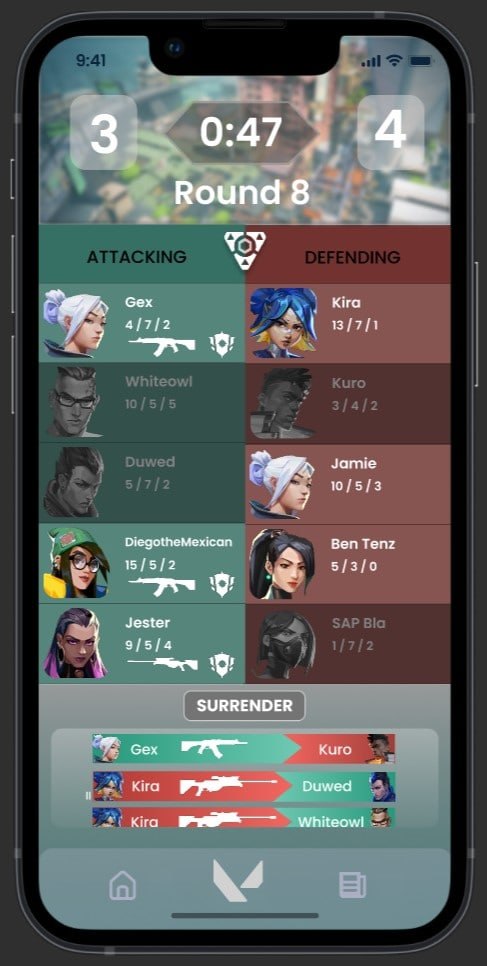 9:41
3
0:47
4
Round 8
ATTACKING
DEFENDING
Gex
4 / 7 / 2
Kira
13 / 7 / 1
Whiteowl
10 / 5 / 5
Kuro
3 / 4 / 2
Duwed
5 / 7 / 2
Jamie
10 / 5 / 3
DiegotheMexican
15 / 5 / 2
Ben Tenz
5 / 3 / 0
Jester
9 / 5 / 4
SAP Bla
1 / 7 / 2
SURRENDER
Gex Kuro
Kira Duwed
Kira Whiteowl